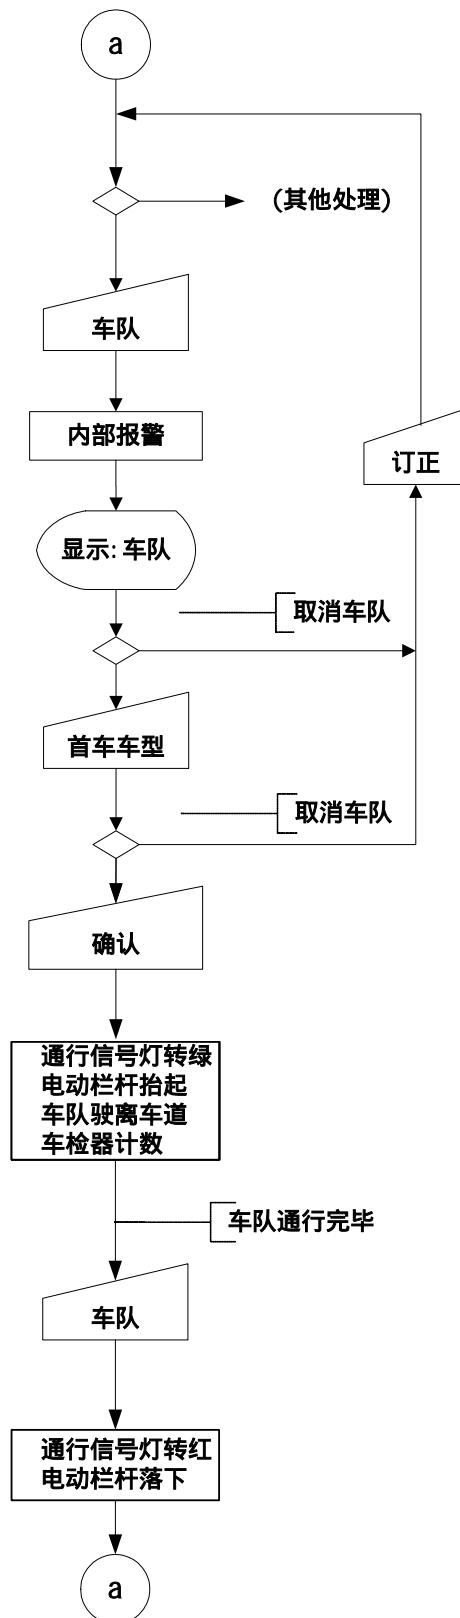 a
(其他处理)
车队
内部报警
订正
显示: 车队
取消车队
首车车型
取消车队
确认
通行信号灯转绿
电动栏杆抬起
车队驶离车道
车检器计数
车队通行完毕
车队
通行信号灯转红
电动栏杆落下
a